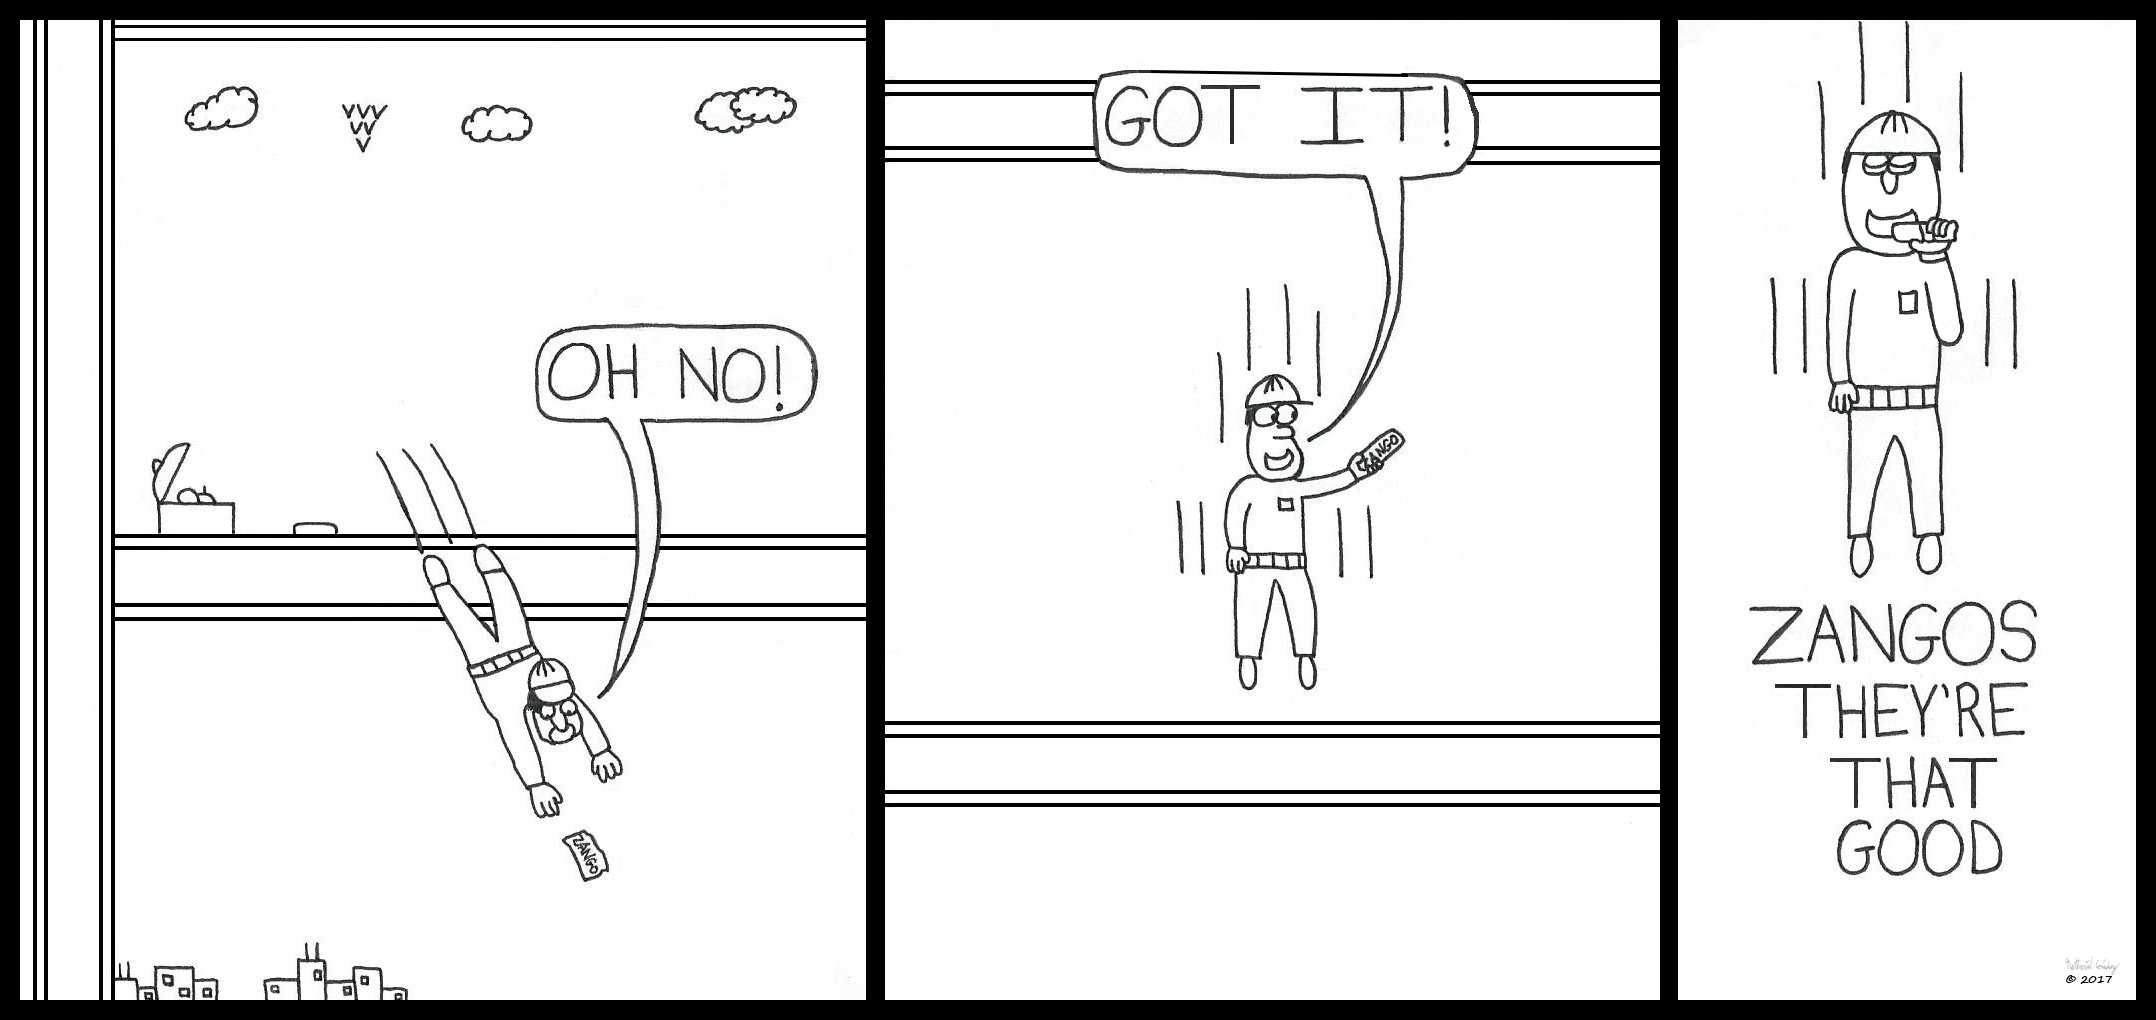 OH NO!
ZANGO
GOT IT!
ZANGO
ZANGOS
THEY'RE
THAT
GOOD
© 2017